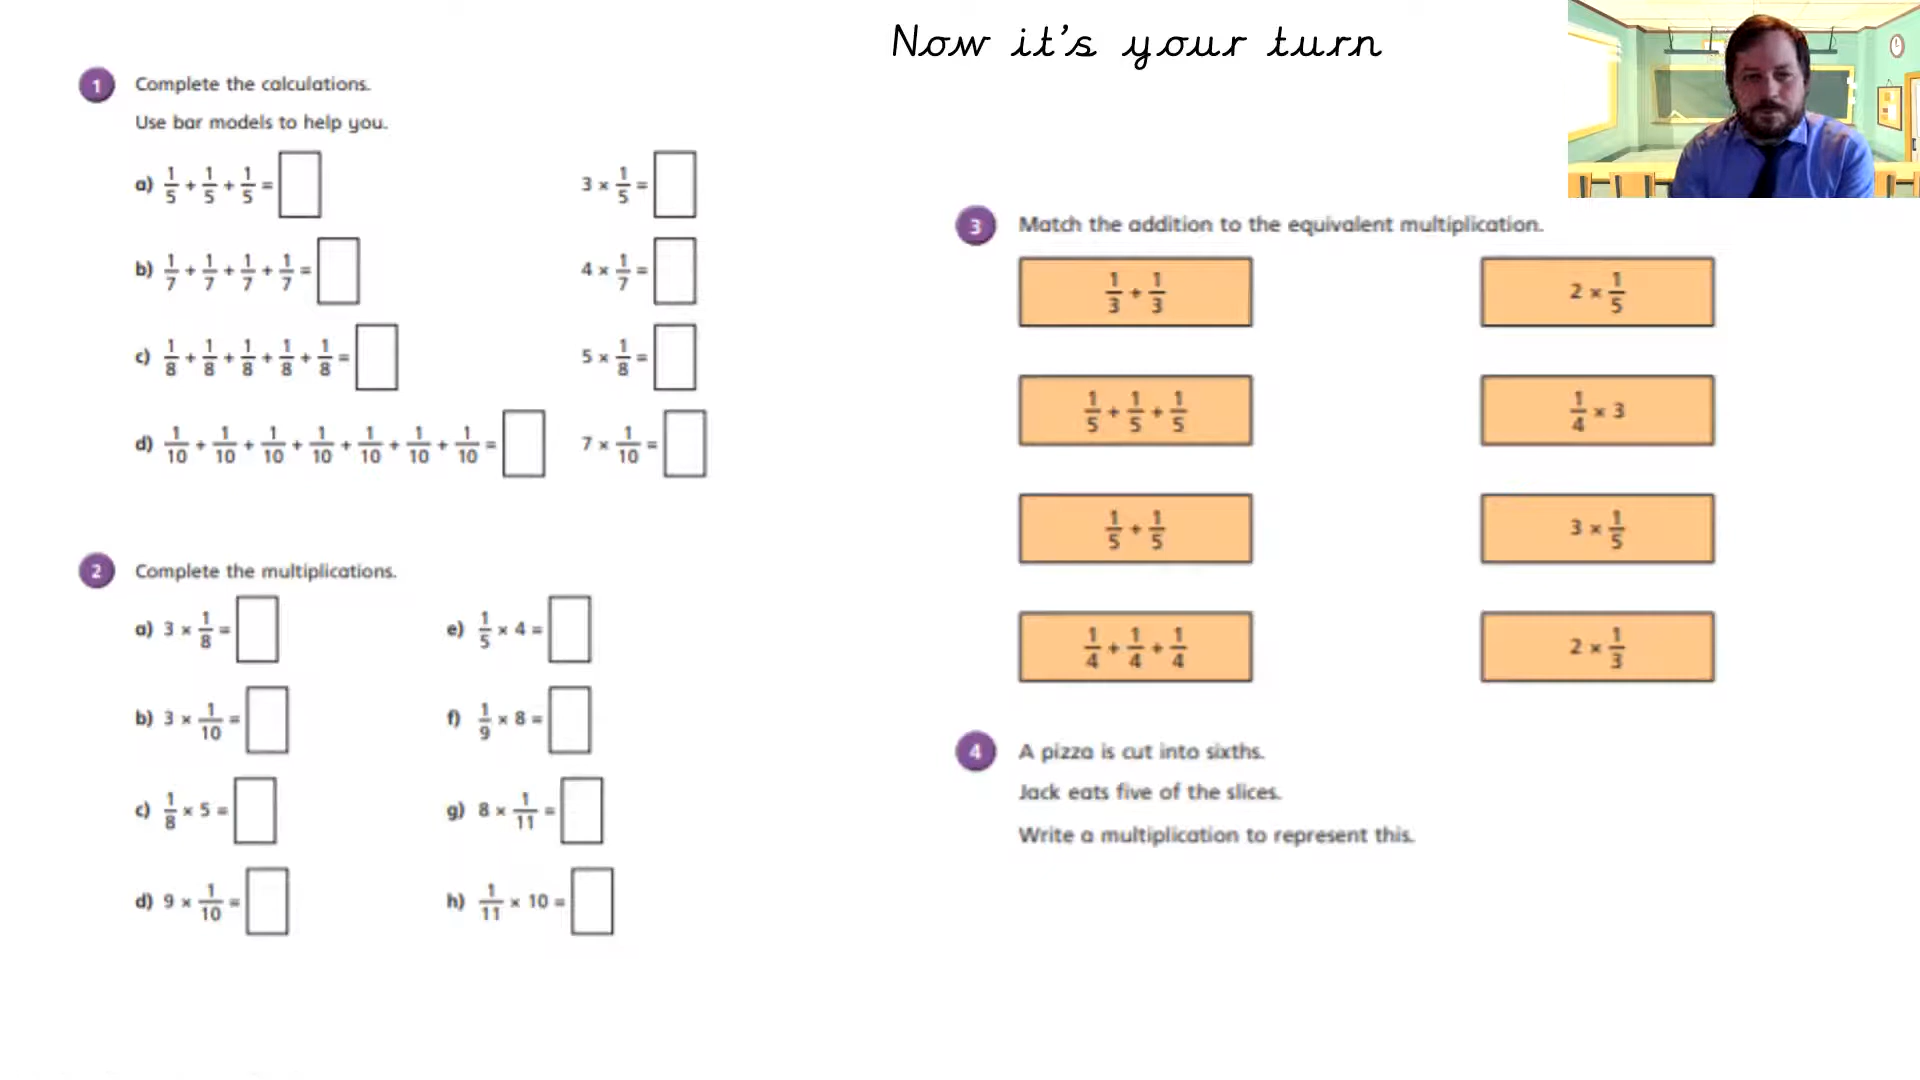 Now it's your turn
1 Complete the calculations.
Use bar models to help you.
a) 1/5 + 1/5 + 1/5 =
3 × 1/5 =
b) 1/7 + 1/7 + 1/7 + 1/7 =
4 × 1/7 =
c) 1/8 + 1/8 + 1/8 + 1/8 + 1/8 =
5 × 1/8 =
d) 1/10 + 1/10 + 1/10 + 1/10 + 1/10 + 1/10 + 1/10 =
7 × 1/10 =
2 Complete the multiplications.
a) 3 × 1/8 =
e) 1/5 × 4 =
b) 3 × 1/10 =
f) 1/9 × 8 =
c) 1/8 × 5 =
g) 8 × 1/11 =
d) 9 × 1/10 =
h) 1/11 × 10 =
3 Match the addition to the equivalent multiplication.
1/3 + 1/3
2 × 1/5
1/5 + 1/5 + 1/5
1/4 × 3
1/5 + 1/5
3 × 1/5
1/4 + 1/4 + 1/4
2 × 1/3
4 A pizza is cut into sixths.
Jack eats five of the slices.
Write a multiplication to represent this.